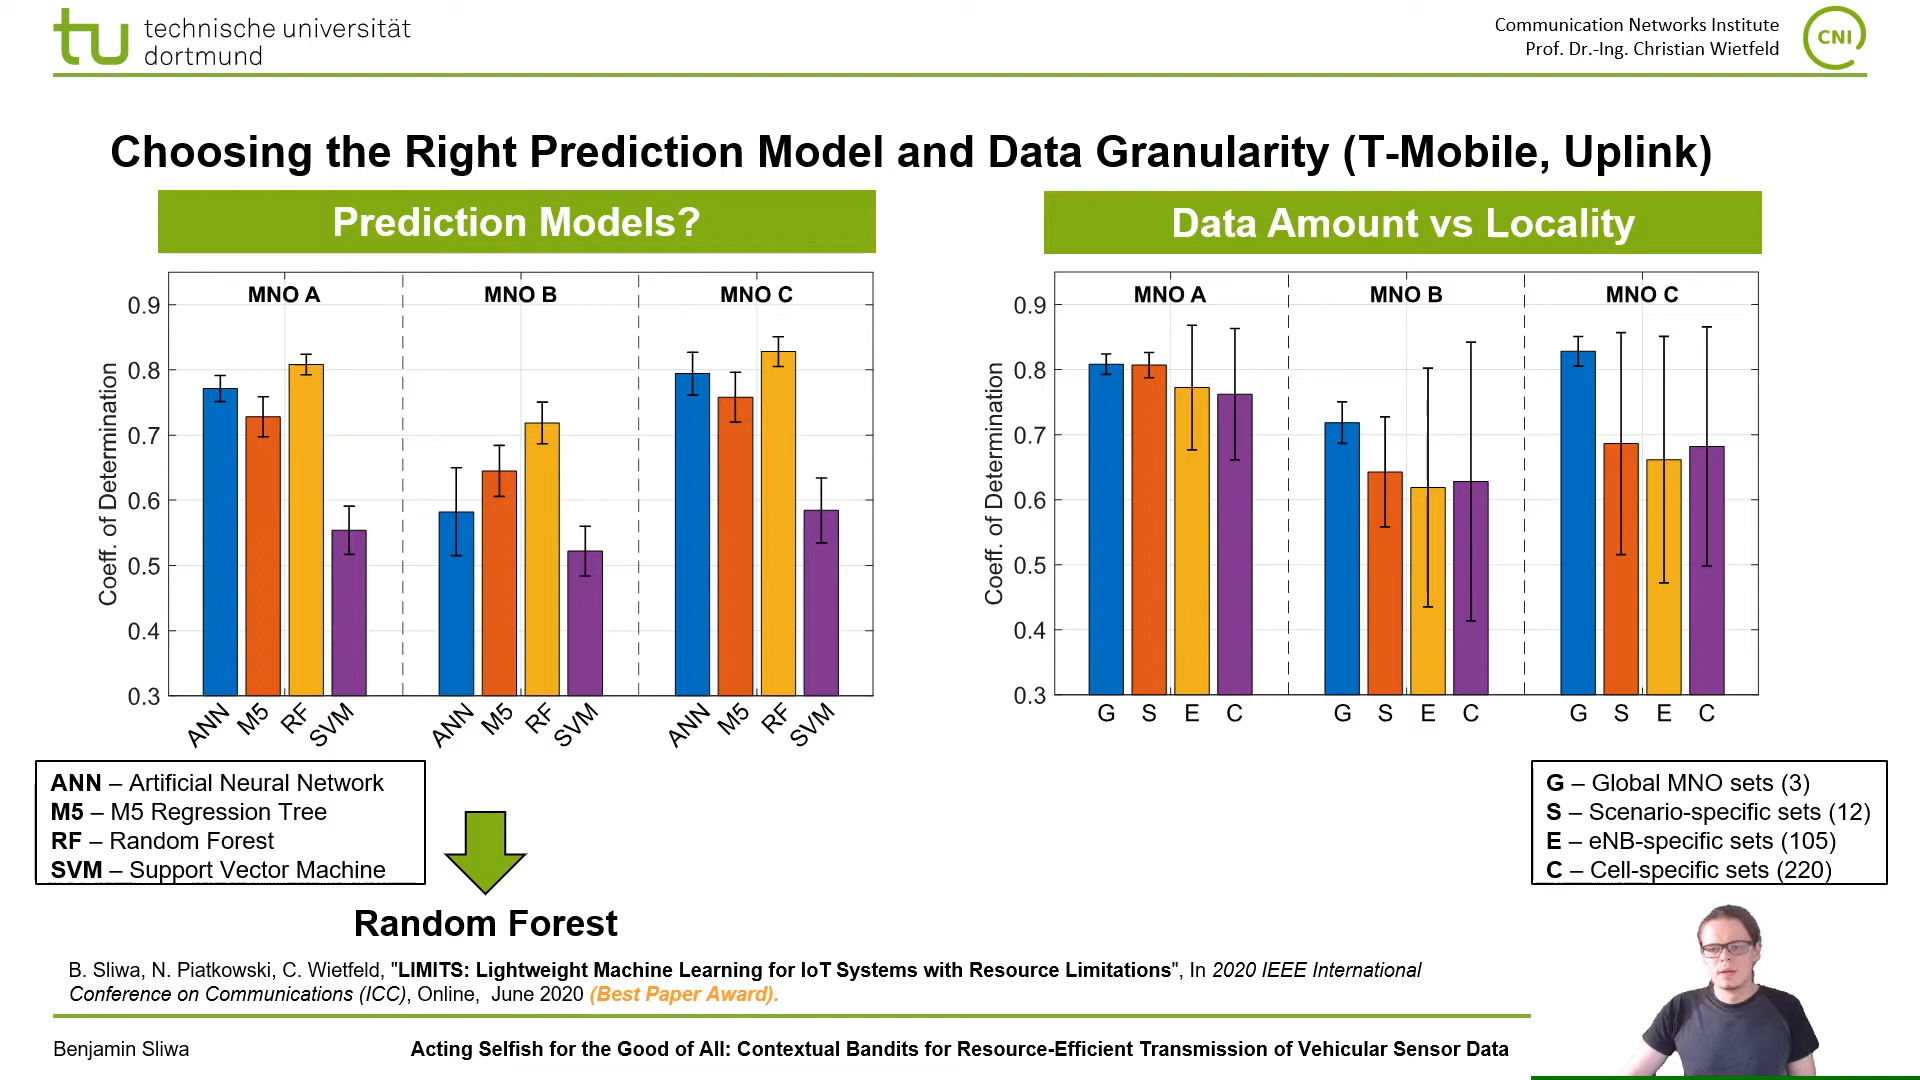 technische universität
dortmund
Communication Networks Institute
Prof. Dr.-Ing. Christian Wietfeld
CNI
Choosing the Right Prediction Model and Data Granularity (T-Mobile, Uplink)
Prediction Models?
MNO A
MNO B
MNO C
0.9
0.8
0.7
0.6
0.5
0.4
0.3
Coeff. of Determination
ANN M5 RF SVM
ANN M5 RF SVM
ANN M5 RF SVM
ANN – Artificial Neural Network
M5 – M5 Regression Tree
RF – Random Forest
SVM – Support Vector Machine
Random Forest
Data Amount vs Locality
MNO A
MNO B
MNO C
0.9
0.8
0.7
0.6
0.5
0.4
0.3
Coeff. of Determination
G S E C
G S E C
G S E C
G – Global MNO sets (3)
S – Scenario-specific sets (12)
E – eNB-specific sets (105)
C – Cell-specific sets (220)
B. Sliwa, N. Piatkowski, C. Wietfeld, "LIMITS: Lightweight Machine Learning for IoT Systems with Resource Limitations", In 2020 IEEE International
Conference on Communications (ICC), Online, June 2020 (Best Paper Award).
Benjamin Sliwa
Acting Selfish for the Good of All: Contextual Bandits for Resource-Efficient Transmission of Vehicular Sensor Data